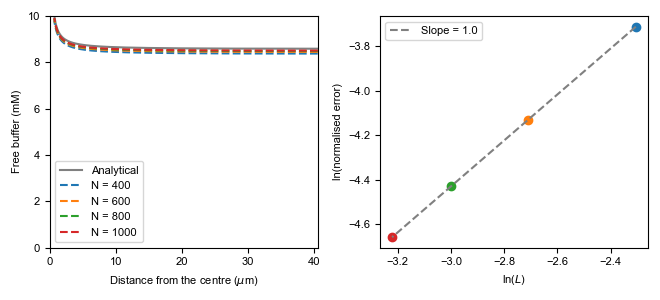 10
8
6
4
2
0
Free buffer (mM)
Analytical
N = 400
N = 600
N = 800
N = 1000
0
10
20
30
40
Distance from the centre (μm)
−3.8
−4.0
−4.2
−4.4
−4.6
ln(normalised error)
Slope = 1.0
−3.2
−3.0
−2.8
−2.6
−2.4
ln(L)